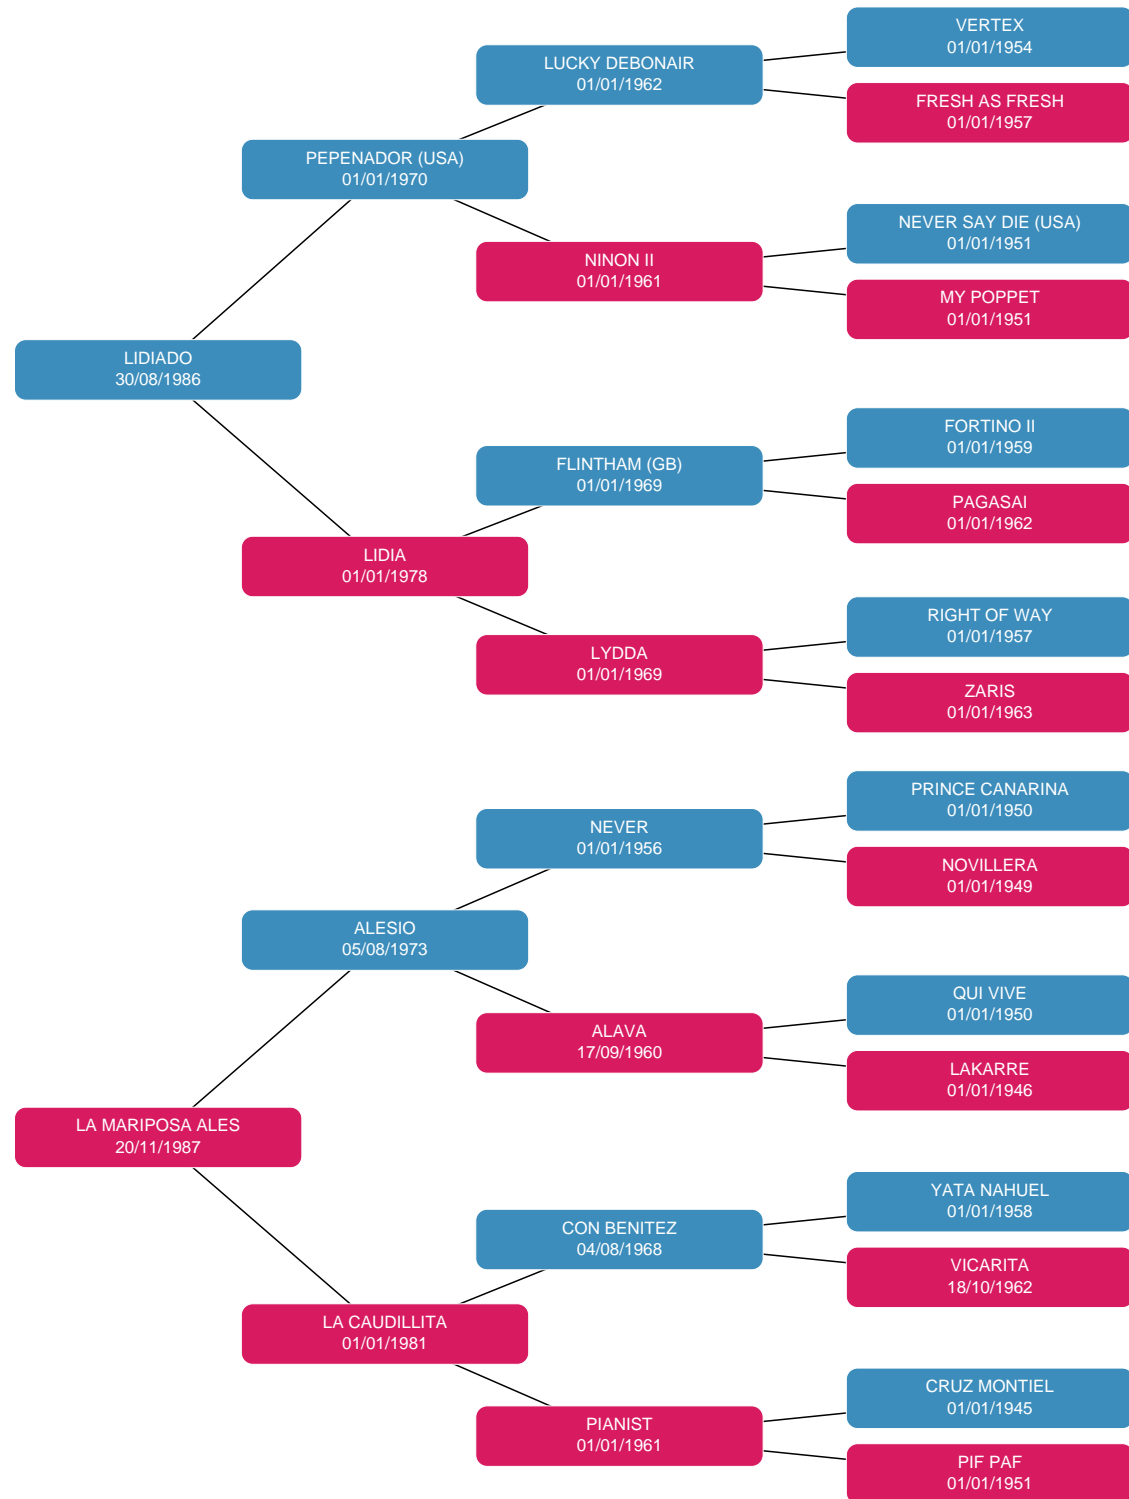 VERTEX
01/01/1954
LUCKY DEBONAIR
01/01/1962
FRESH AS FRESH
01/01/1957
PEPENADOR (USA)
01/01/1970
NEVER SAY DIE (USA)
01/01/1951
NINON II
01/01/1961
MY POPPET
01/01/1951
LIDIADO
30/08/1986
FORTINO II
01/01/1959
FLINTHAM (GB)
01/01/1969
PAGASAI
01/01/1962
LIDIA
01/01/1978
RIGHT OF WAY
01/01/1957
LYDDA
01/01/1969
ZARIS
01/01/1963
PRINCE CANARINA
01/01/1950
NEVER
01/01/1956
NOVILLERA
01/01/1949
ALESIO
05/08/1973
QUI VIVE
01/01/1950
ALAVA
17/09/1960
LAKARRE
01/01/1946
LA MARIPOSA ALES
20/11/1987
YATA NAHUEL
01/01/1958
CON BENITEZ
04/08/1968
VICARITA
18/10/1962
LA CAUDILLITA
01/01/1981
CRUZ MONTIEL
01/01/1945
PIANIST
01/01/1961
PIF PAF
01/01/1951